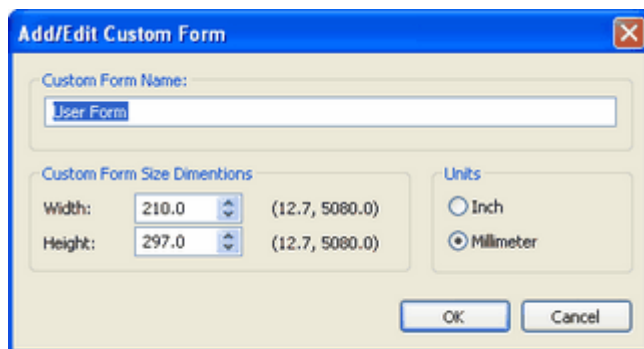 Add/Edit Custom Form
Custom Form Name:
User Form
Custom Form Size Dimentions
Width: 210.0 (12.7, 5080.0)
Height: 297.0 (12.7, 5080.0)
Units
Inch
Millimeter
OK Cancel